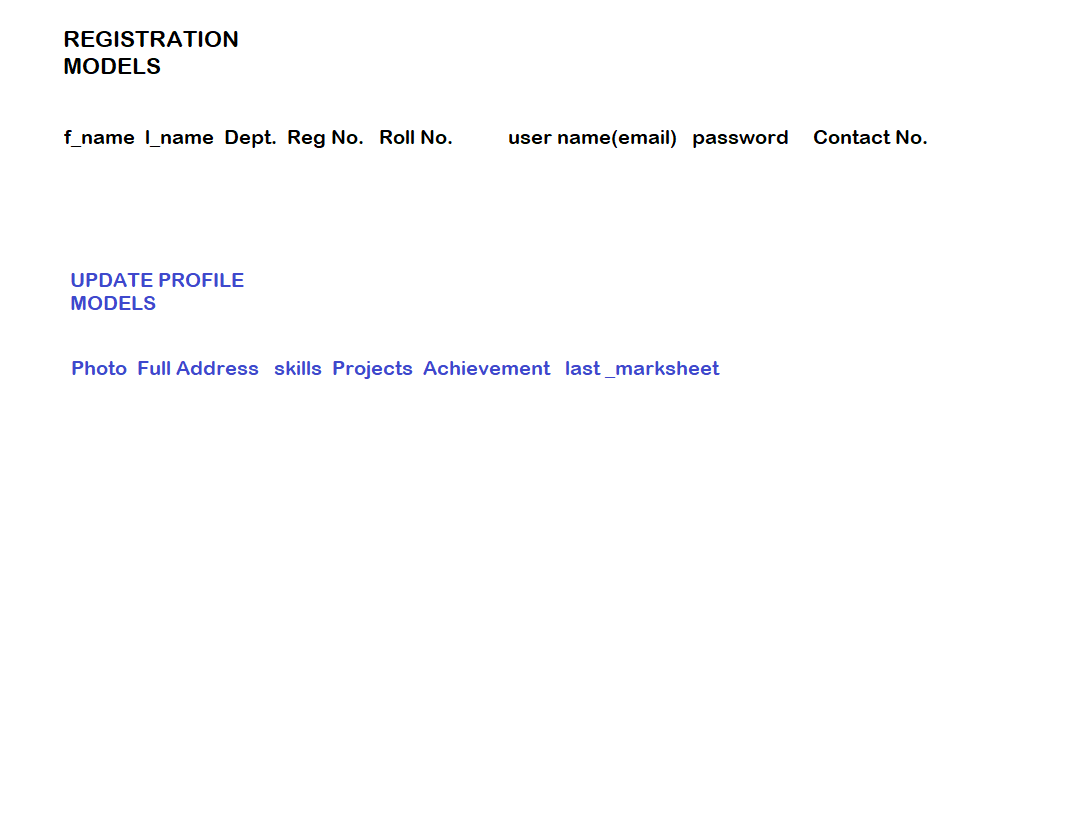 REGISTRATION
MODELS
f_name l_name Dept. Reg No. Roll No. user name(email) password Contact No.
UPDATE PROFILE
MODELS
Photo Full Address skills Projects Achievement last _marksheet